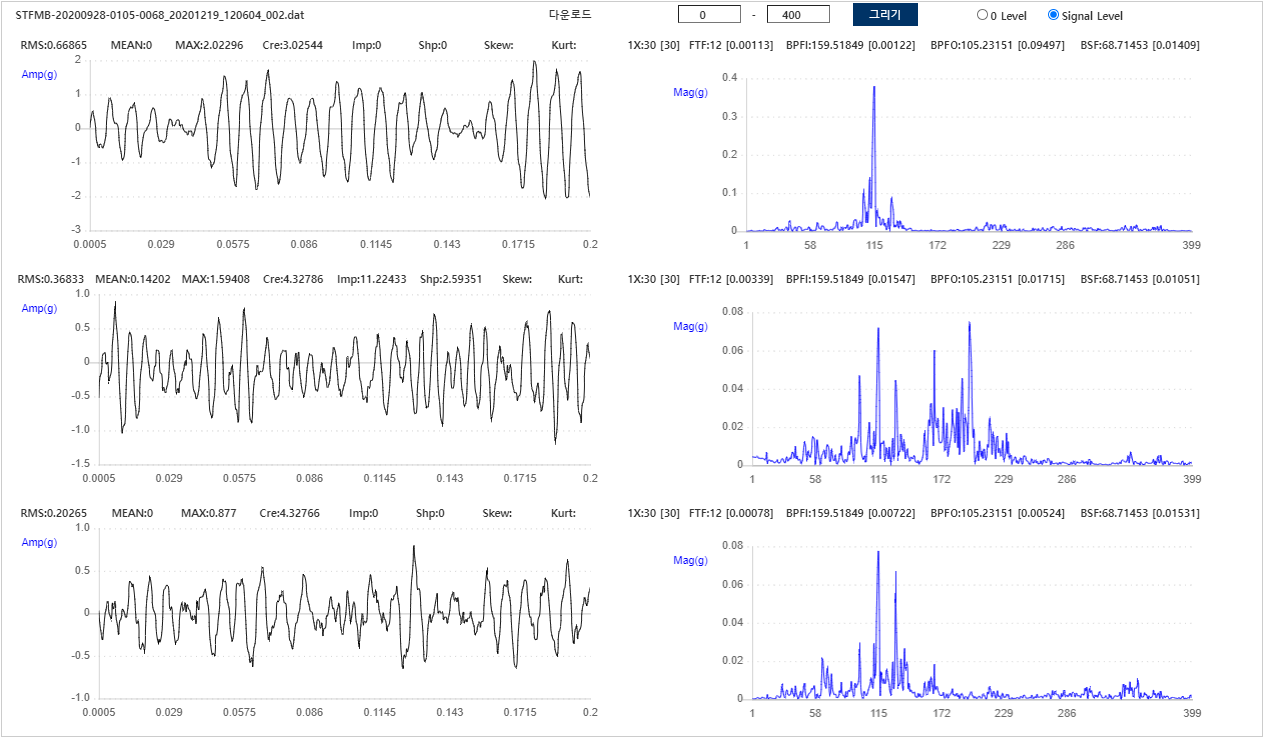 STFMB-20200928-0105-0068_20201219_120604_002.dat 다운로드 0 - 400 그리기 0 Level Signal Level
RMS:0.66865 MEAN:0 MAX:2.02296 Cre:3.02544 Imp:0 Shp:0 Skew: Kurt:
Amp(g)
2
1
0
-1
-2
-3
0.0005 0.029 0.0575 0.086 0.1145 0.143 0.1715 0.2
1X:30 [30] FTF:12 [0.00113] BPFI:159.51849 [0.00122] BPFO:105.23151 [0.09497] BSF:68.71453 [0.01409]
Mag(g)
0.4
0.3
0.2
0.1
0
1 58 115 172 229 286 399
RMS:0.36833 MEAN:0.14202 MAX:1.59408 Cre:4.32786 Imp:11.22433 Shp:2.59351 Skew: Kurt:
Amp(g)
1.0
0.5
0
-0.5
-1.0
-1.5
0.0005 0.029 0.0575 0.086 0.1145 0.143 0.1715 0.2
1X:30 [30] FTF:12 [0.00339] BPFI:159.51849 [0.01547] BPFO:105.23151 [0.01715] BSF:68.71453 [0.01051]
Mag(g)
0.08
0.06
0.04
0.02
0
1 58 115 172 229 286 399
RMS:0.20265 MEAN:0 MAX:0.877 Cre:4.32766 Imp:0 Shp:0 Skew: Kurt:
Amp(g)
1.0
0.5
0
-0.5
-1.0
0.0005 0.029 0.0575 0.086 0.1145 0.143 0.1715 0.2
1X:30 [30] FTF:12 [0.00078] BPFI:159.51849 [0.00722] BPFO:105.23151 [0.00524] BSF:68.71453 [0.01531]
Mag(g)
0.08
0.06
0.04
0.02
0
1 58 115 172 229 286 399